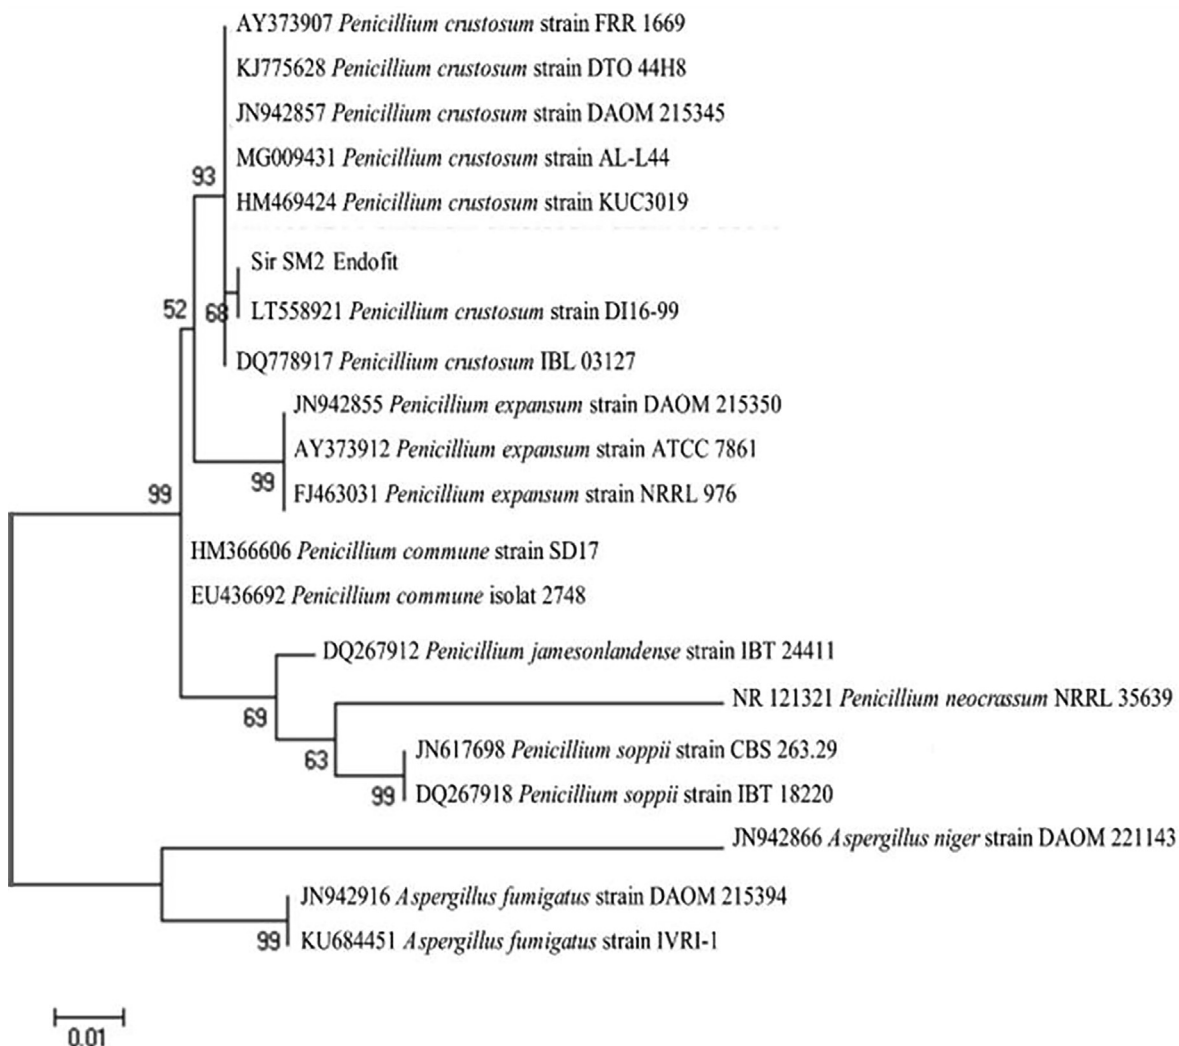 AY373907 Penicillium crustosum strain FRR 1669
KJ775628 Penicillium crustosum strain DTO 44H8
JN942857 Penicillium crustosum strain DAOM 215345
MG009431 Penicillium crustosum strain AL-L44
93
HM469424 Penicillium crustosum strain KUC3019
Sir SM2 Endofit
52
68
LT558921 Penicillium crustosum strain DI16-99
DQ778917 Penicillium crustosum IBL 03127
JN942855 Penicillium expansum strain DAOM 215350
AY373912 Penicillium expansum strain ATCC 7861
99
99
FJ463031 Penicillium expansum strain NRRL 976
HM366606 Penicillium commune strain SD17
EU436692 Penicillium commune isolat 2748
DQ267912 Penicillium jamesonlandense strain IBT 24411
NR 121321 Penicillium neocrassum NRRL 35639
69
JN617698 Penicillium soppii strain CBS 263.29
63
99
DQ267918 Penicillium soppii strain IBT 18220
JN942866 Aspergillus niger strain DAOM 221143
JN942916 Aspergillus fumigatus strain DAOM 215394
99
KU684451 Aspergillus fumigatus strain IVRI-1
0.01